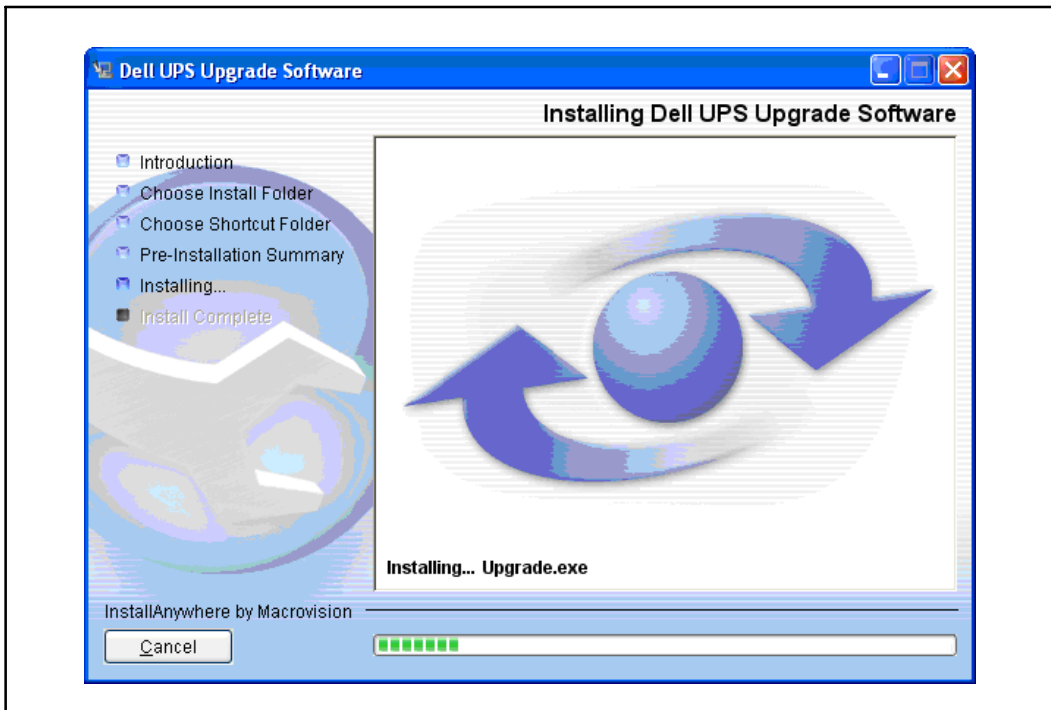 Dell UPS Upgrade Software
Installing Dell UPS Upgrade Software
Introduction
Choose Install Folder
Choose Shortcut Folder
Pre-Installation Summary
Installing...
Install Complete
Installing... Upgrade.exe
InstallAnywhere by Macrovision
Cancel